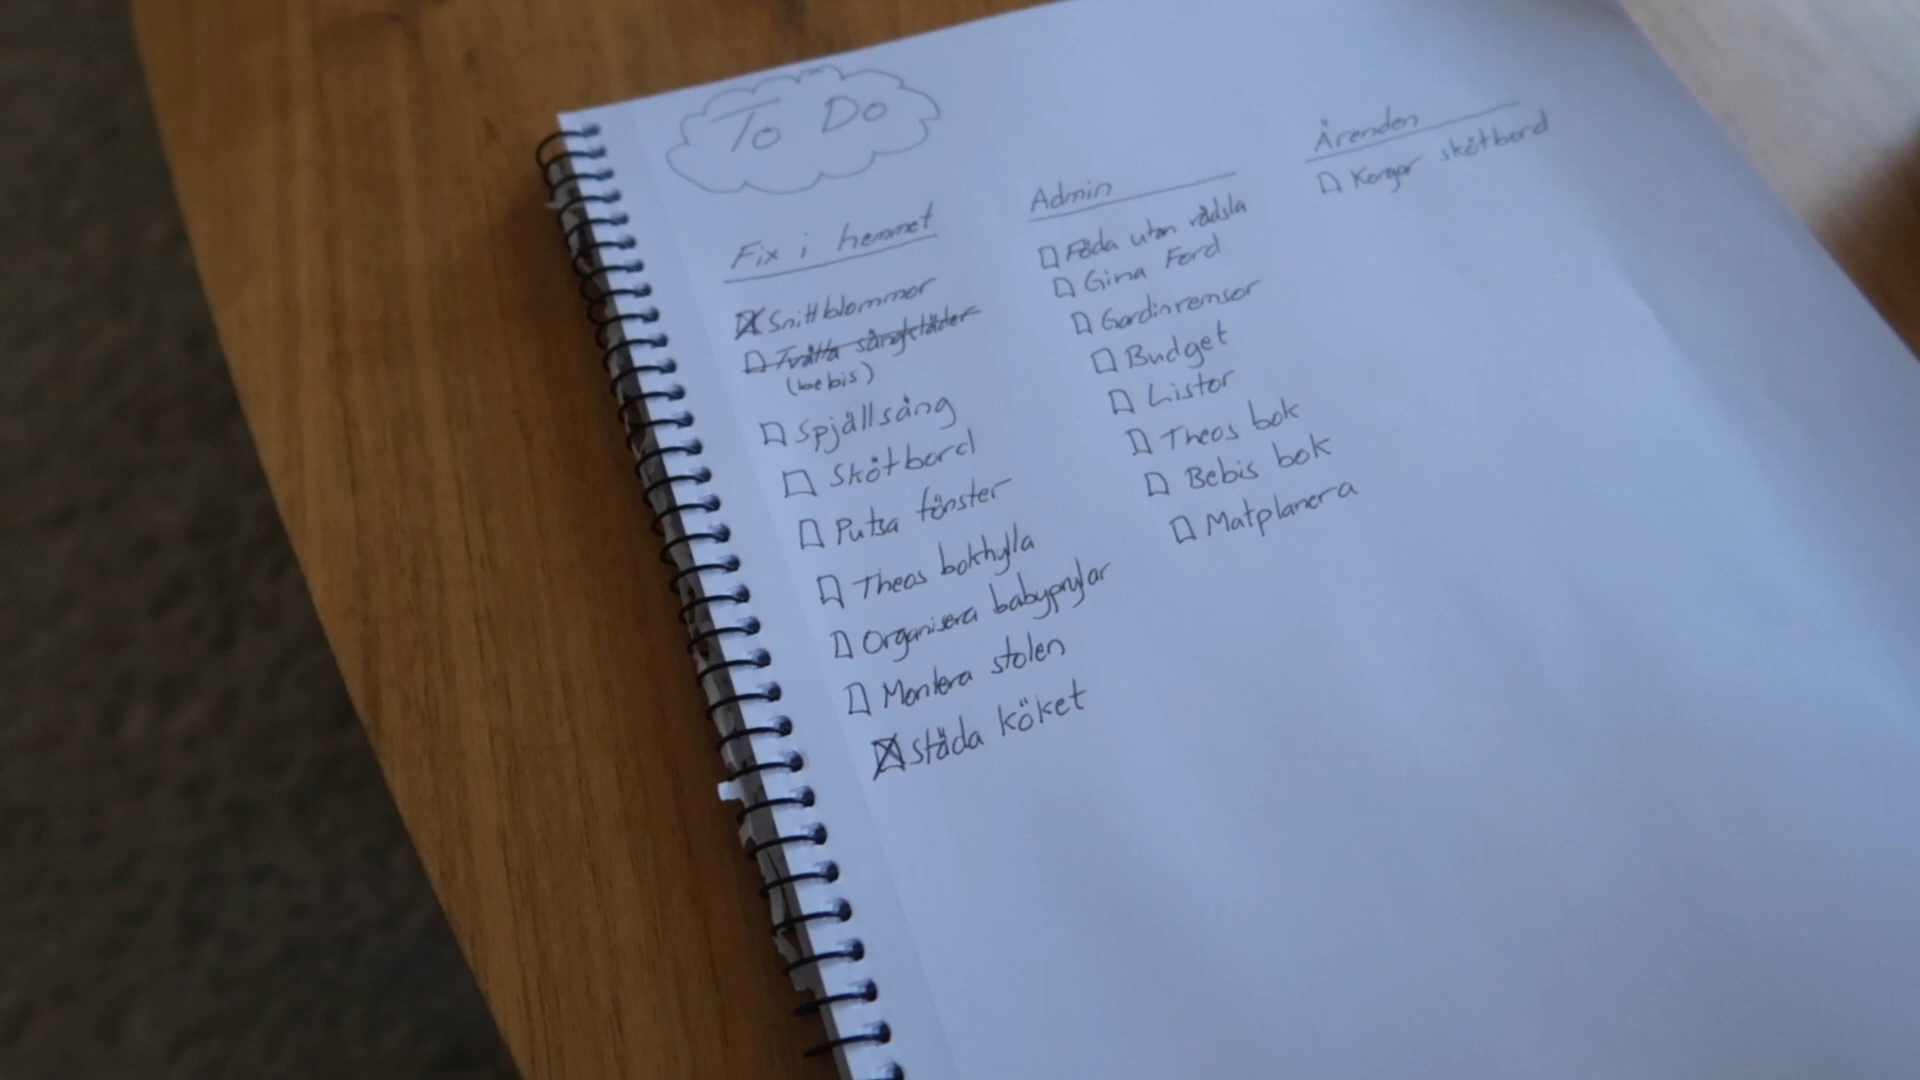 To Do
Fix i hemmet
Snittblommor
Tvätta sängkläder
(bebis)
Spjällsäng
Skötbord
Putsa fönster
Theos bokhylla
Organisera babyprylar
Montera stolen
städa köket
Admin
Föda utan rädsla
Gina Ford
Gardinremsor
Budget
Listor
Theos bok
Bebis bok
Matplanera
Ärenden
Korgar skötbord